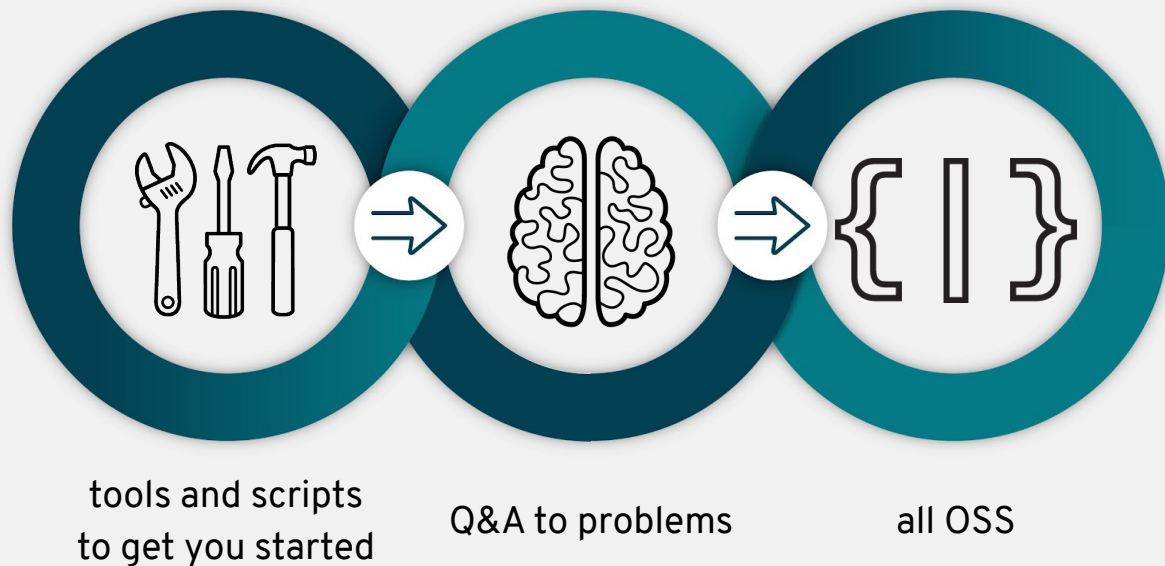 tools and scripts
to get you started
Q&A to problems
all OSS